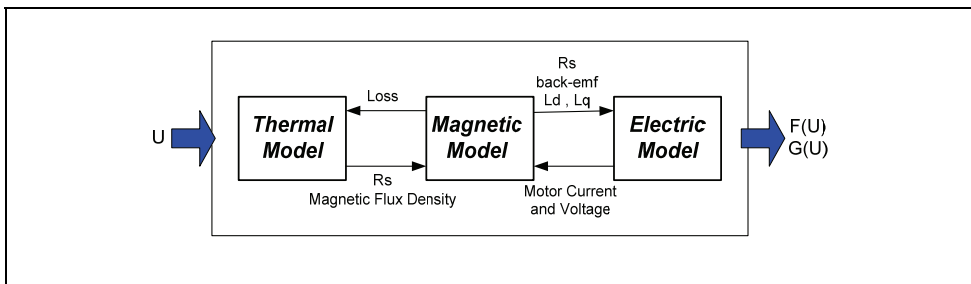 U
Thermal
Model
Loss
Rs
Magnetic Flux Density
Magnetic
Model
Rs
back-emf
Ld , Lq
Motor Current
and Voltage
Electric
Model
F(U)
G(U)